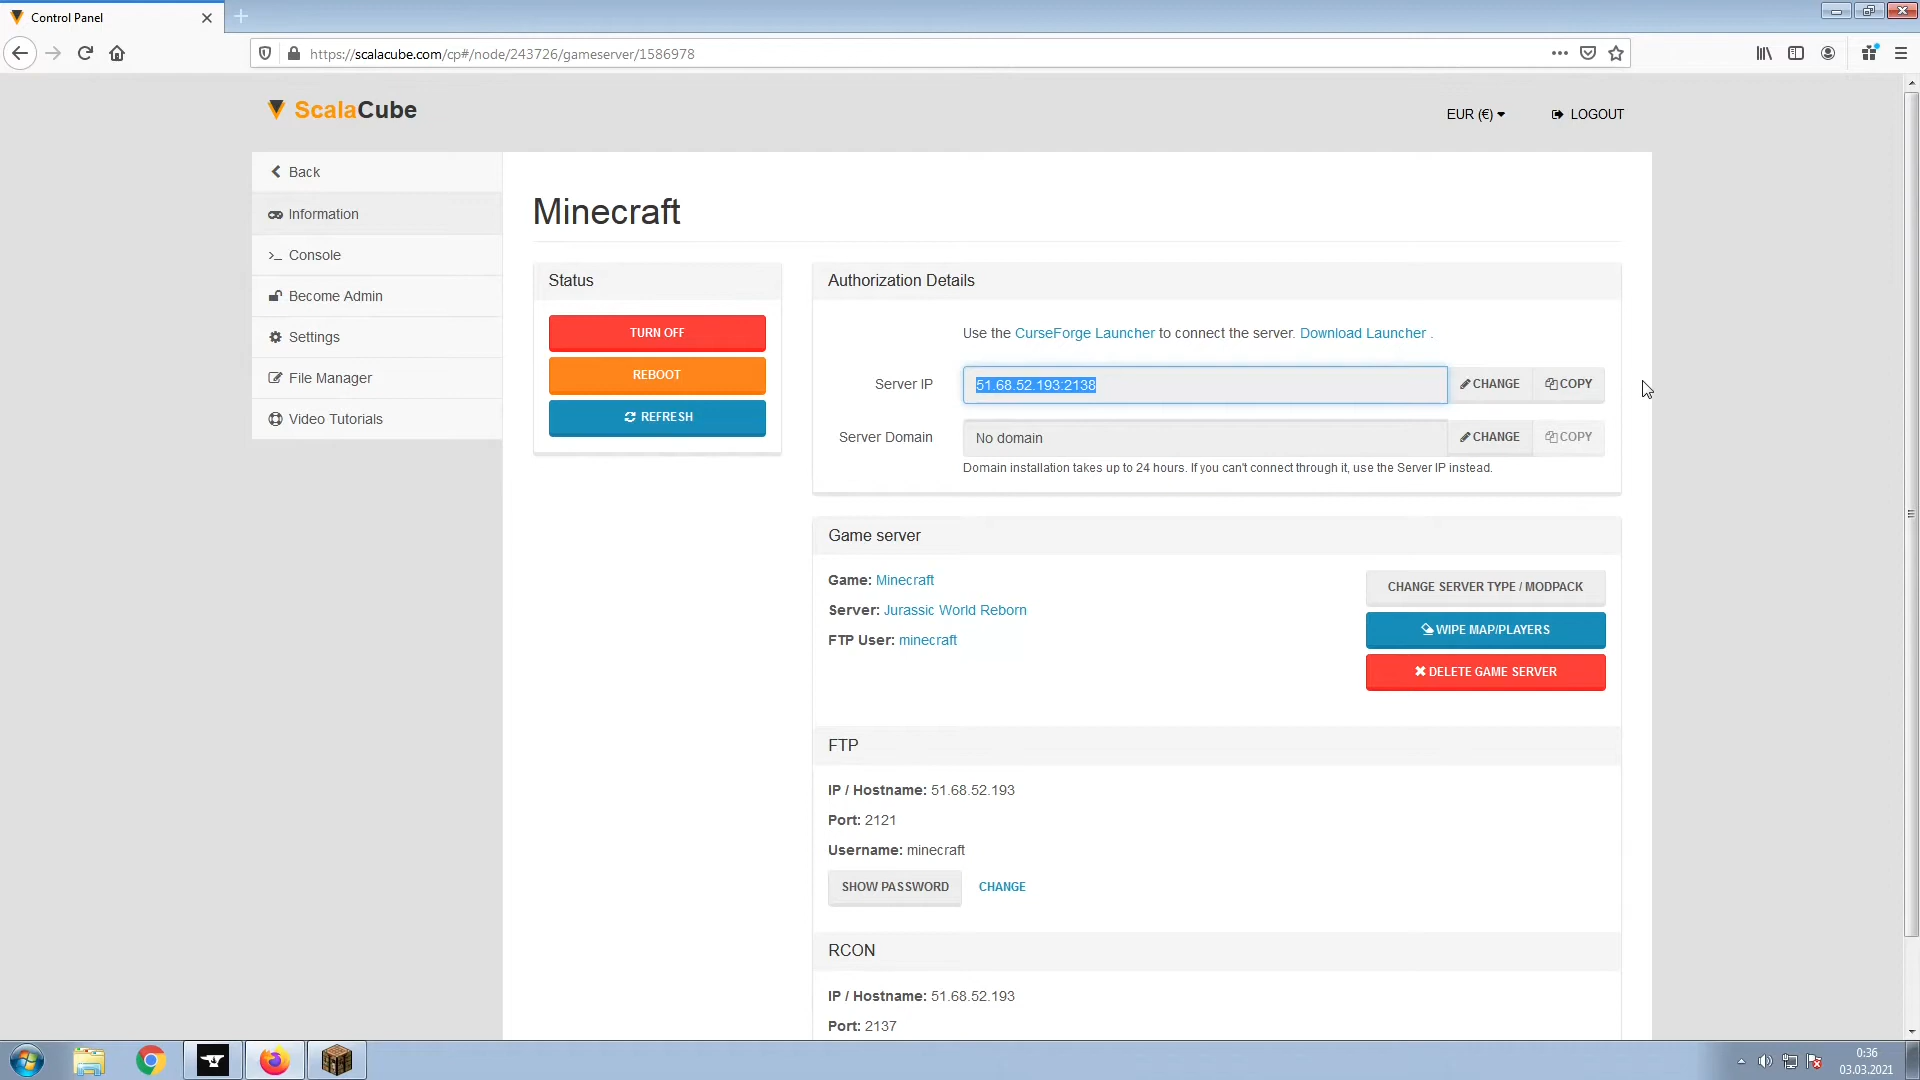 Control Panel
https://scalacube.com/cp#/node/243726/gameserver/1586978
ScalaCube
EUR (€)
LOGOUT
Back
Information
Console
Become Admin
Settings
File Manager
Video Tutorials
Minecraft
Status
TURN OFF
REBOOT
REFRESH
Authorization Details
Use the CurseForge Launcher to connect the server. Download Launcher .
Server IP
51.68.52.193:2138
CHANGE
COPY
Server Domain
No domain
CHANGE
COPY
Domain installation takes up to 24 hours. If you can't connect through it, use the Server IP instead.
Game server
Game: Minecraft
Server: Jurassic World Reborn
FTP User: minecraft
CHANGE SERVER TYPE / MODPACK
WIPE MAP/PLAYERS
DELETE GAME SERVER
FTP
IP / Hostname: 51.68.52.193
Port: 2121
Username: minecraft
SHOW PASSWORD
CHANGE
RCON
IP / Hostname: 51.68.52.193
Port: 2137
0:36
03.03.2021